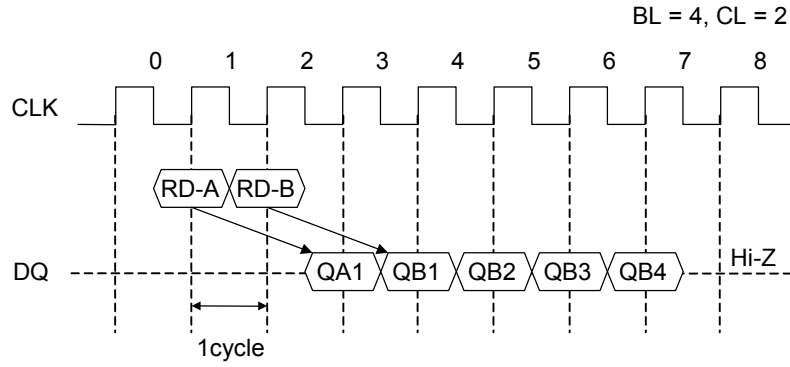 BL = 4, CL = 2
0 1 2 3 4 5 6 7 8
CLK
RD-A RD-B
DQ QA1 QB1 QB2 QB3 QB4 Hi-Z
1cycle